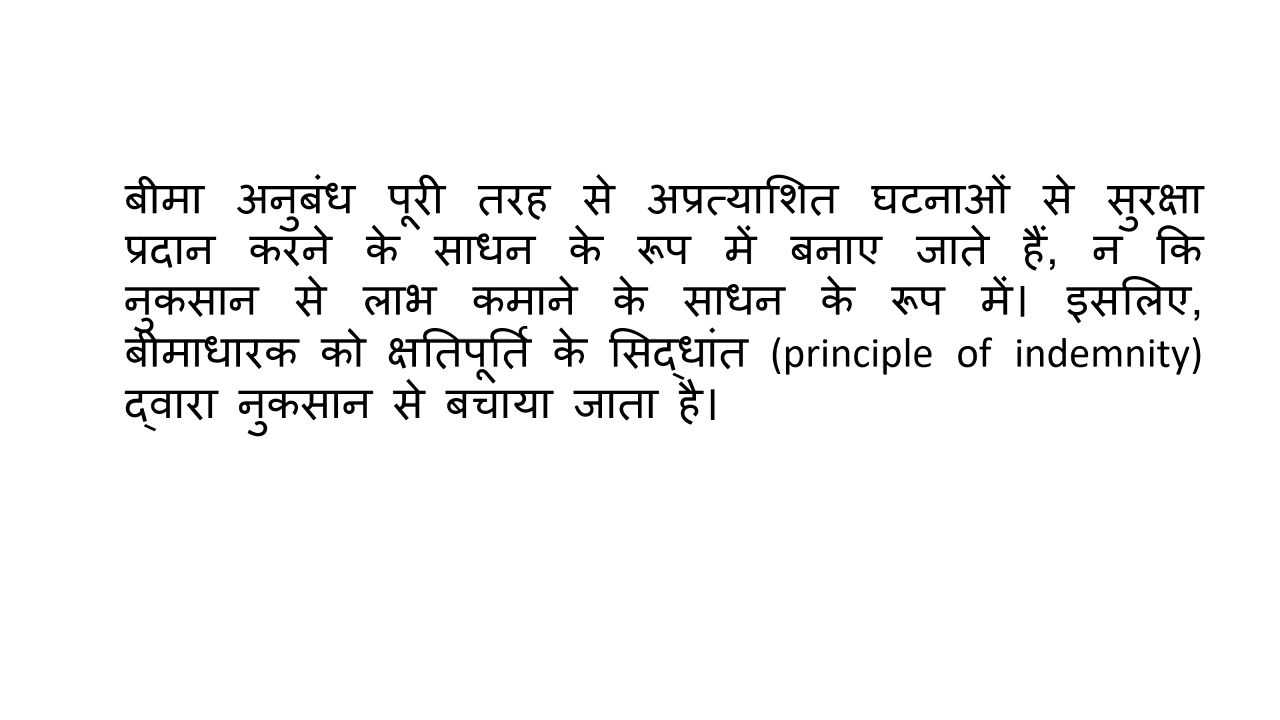 बीमा अनुबंध पूरी तरह से अप्रत्याशित घटनाओं से सुरक्षा
प्रदान करने के साधन के रूप में बनाए जाते हैं, न कि
नुकसान से लाभ कमाने के साधन के रूप में। इसलिए,
बीमाधारक को क्षतिपूर्ति के सिद्धांत (principle of indemnity)
द्वारा नुकसान से बचाया जाता है।